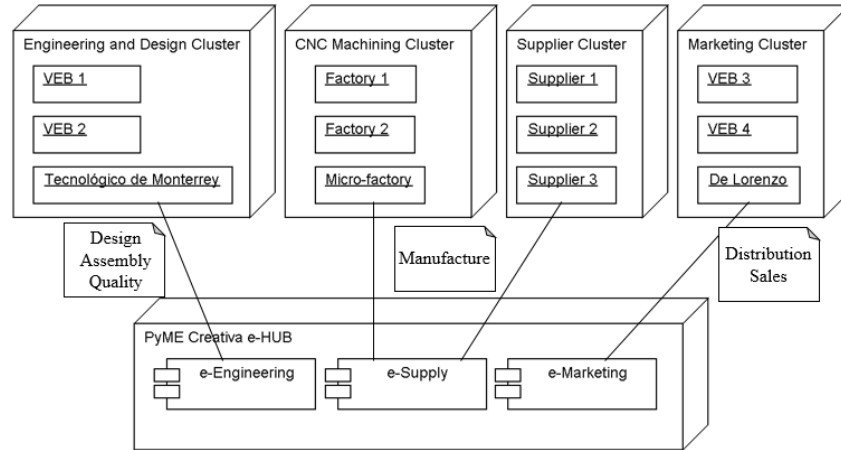 Engineering and Design Cluster
VEB 1
VEB 2
Tecnológico de Monterrey
CNC Machining Cluster
Factory 1
Factory 2
Micro-factory
Supplier Cluster
Supplier 1
Supplier 2
Supplier 3
Marketing Cluster
VEB 3
VEB 4
De Lorenzo
Design
Assembly
Quality
Manufacture
Distribution
Sales
PyME Creativa e-HUB
e-Engineering
e-Supply
e-Marketing